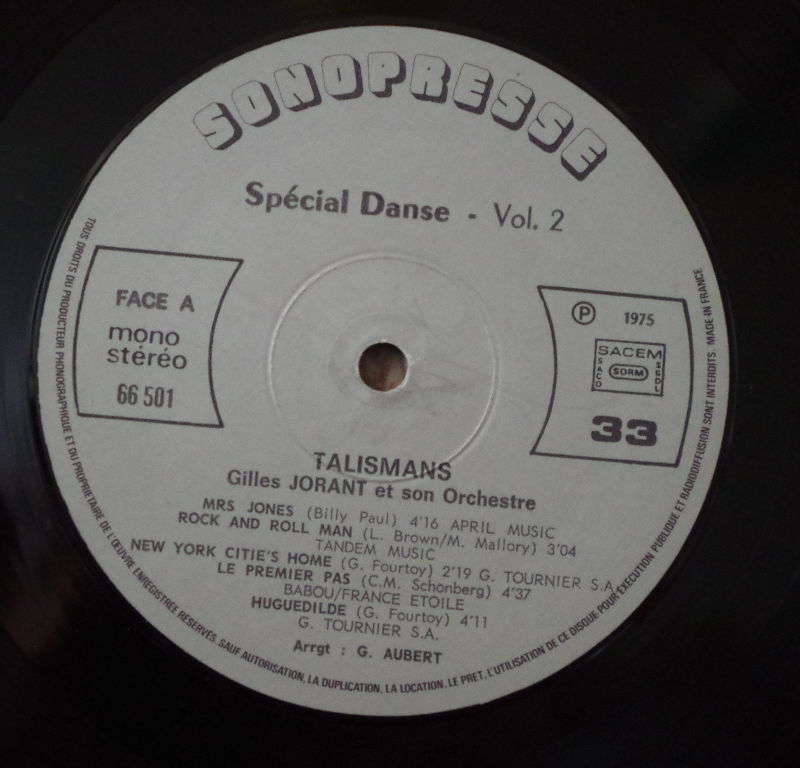 SONOPRESSE
Spécial Danse - Vol. 2
FACE A
mono
stéréo
66 501
℗ 1975
SACEM
SACD
SDRM
SGDL
33
TALISMANS
Gilles JORANT et son Orchestre
MRS JONES (Billy Paul) 4'16 APRIL MUSIC
ROCK AND ROLL MAN (L. Brown/M. Mallory) 3'04
TANDEM MUSIC
NEW YORK CITIE'S HOME (G. Fourtoy) 2'19 G. TOURNIER S.A.
LE PREMIER PAS (C.M. Schonberg) 4'37
BABOU/FRANCE ETOILE
HUGUEDILDE (G. Fourtoy) 4'11
G. TOURNIER S.A.
Arrgt : G. AUBERT
TOUS DROITS DU PRODUCTEUR PHONOGRAPHIQUE ET DU PROPRIETAIRE DE L'ŒUVRE ENREGISTREE RESERVES. SAUF AUTORISATION, LA DUPLICATION, LA LOCATION, LE PRET, L'UTILISATION DE CE DISQUE POUR EXECUTION PUBLIQUE ET RADIODIFFUSION SONT INTERDITS. MADE IN FRANCE